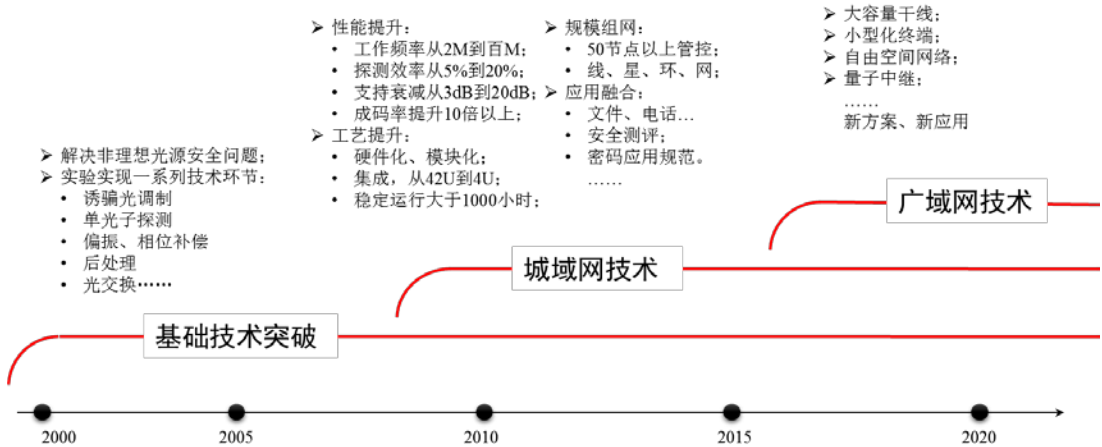 ➢ 解决非理想光源安全问题；
➢ 实验实现一系列技术环节：
• 诱骗光调制
• 单光子探测
• 偏振、相位补偿
• 后处理
• 光交换……
➢ 性能提升：
• 工作频率从2M到百M；
• 探测效率从5%到20%；
• 支持衰减从3dB到20dB；
• 成码率提升10倍以上；
➢ 工艺提升：
• 硬件化、模块化；
• 集成，从42U到4U；
• 稳定运行大于1000小时；
➢ 规模组网：
• 50节点以上管控；
• 线、星、环、网；
➢ 应用融合：
• 文件、电话…
• 安全测评；
• 密码应用规范。
……
➢ 大容量干线；
➢ 小型化终端；
➢ 自由空间网络；
➢ 量子中继；
……
新方案、新应用
广域网技术
城域网技术
基础技术突破
2000
2005
2010
2015
2020